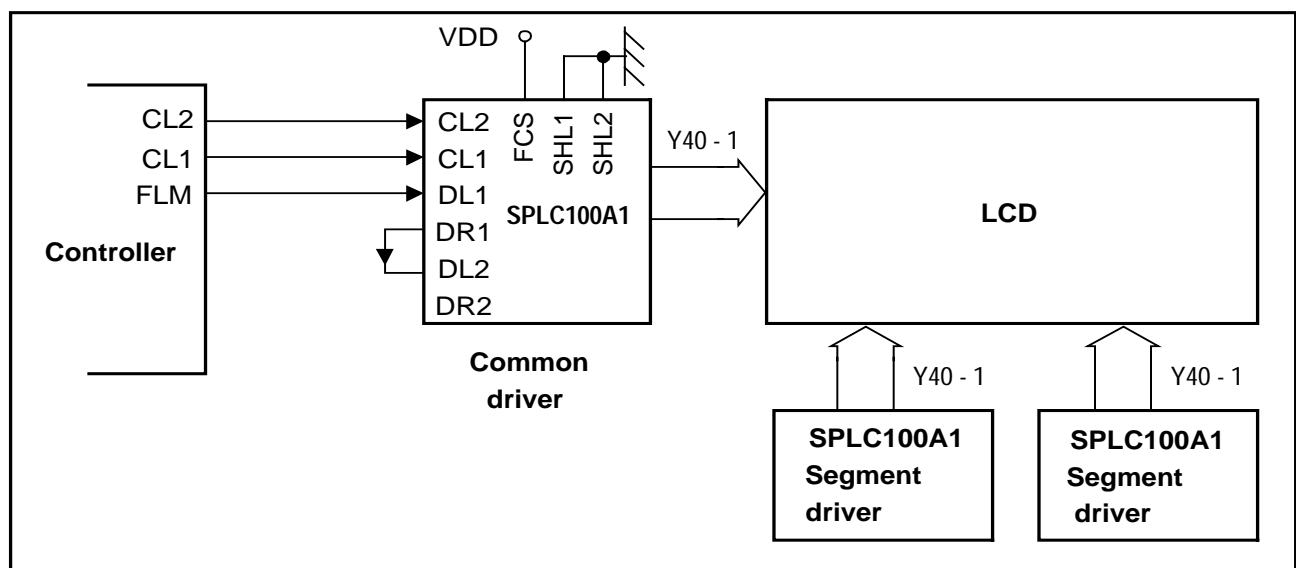 VDD
CL2
CL1
FLM
Controller
CL2
CL1
DL1
DR1
DL2
DR2
FCS
SHL1
SHL2
SPLC100A1
Common
driver
Y40 - 1
LCD
Y40 - 1
Y40 - 1
SPLC100A1
Segment
driver
SPLC100A1
Segment
driver